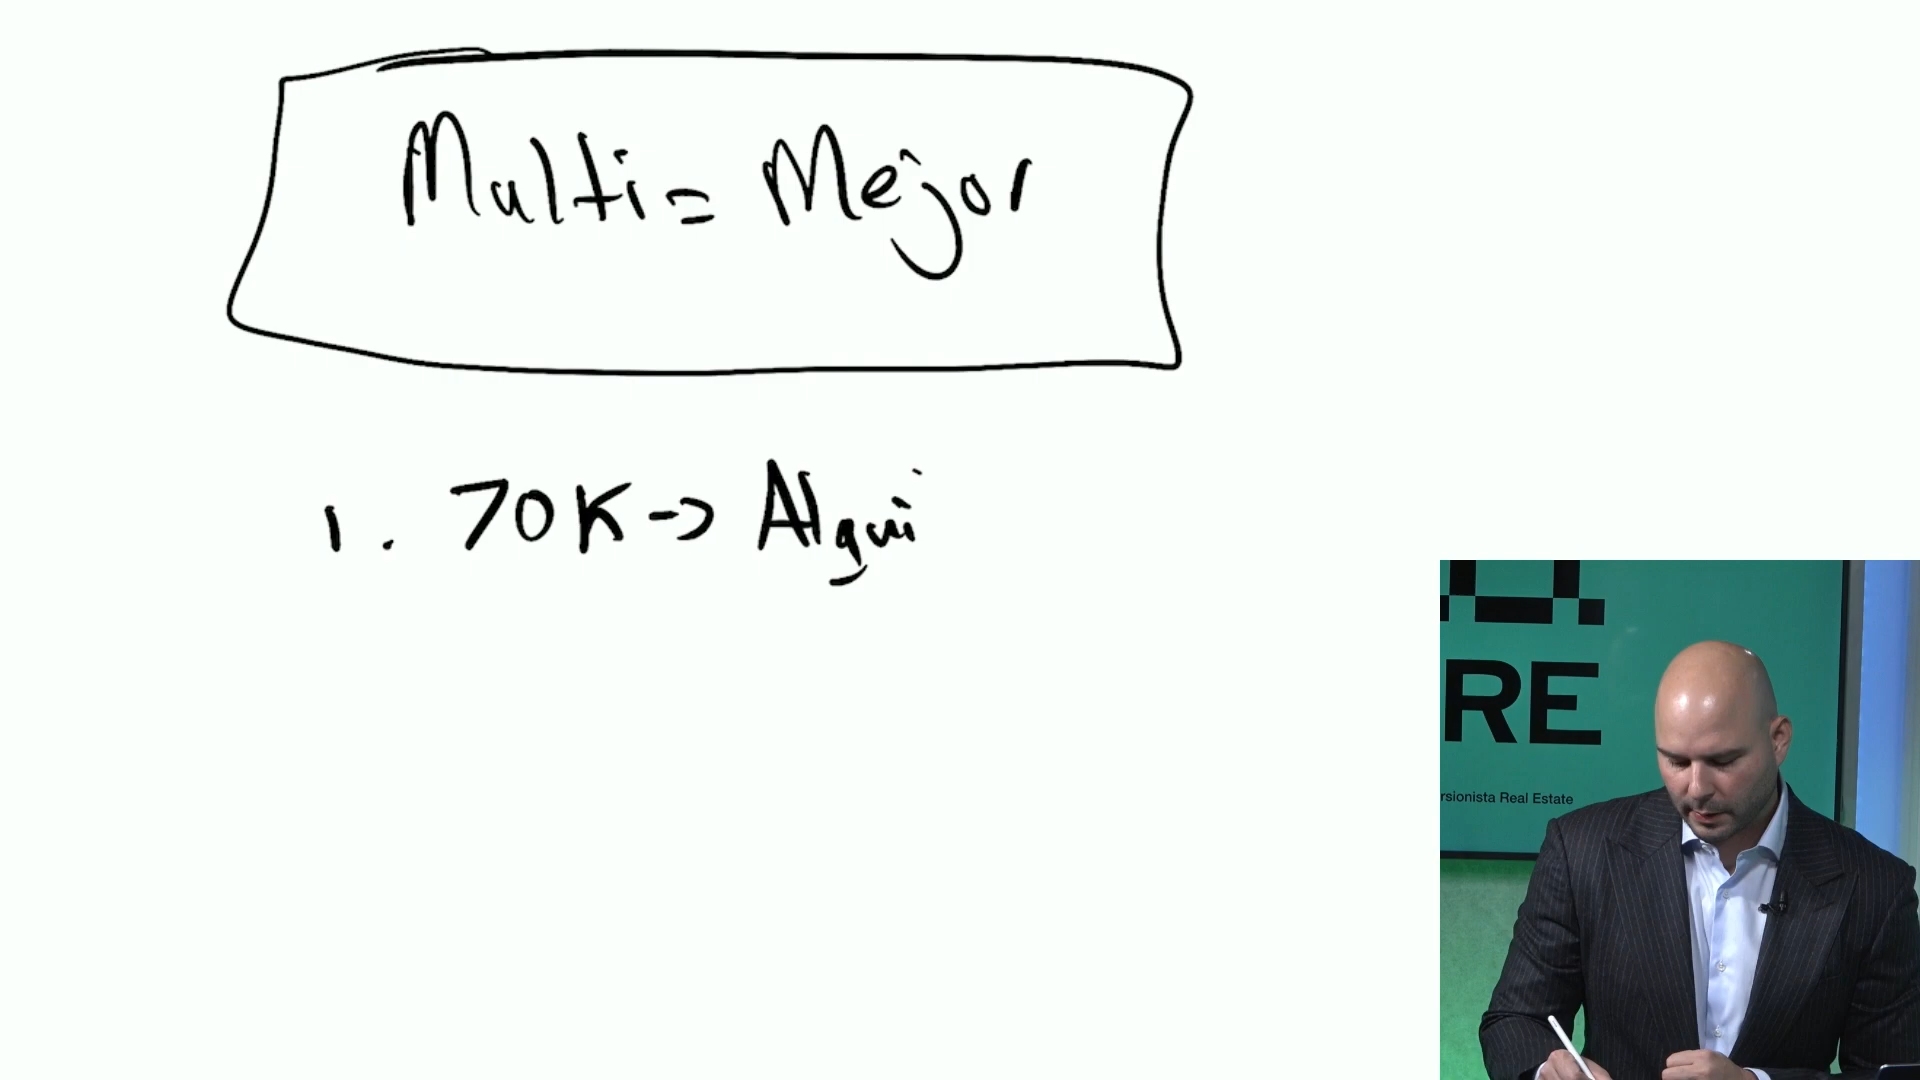 Multi = Mejor
1. 70K -> Alqui
RE
rsionista Real Estate